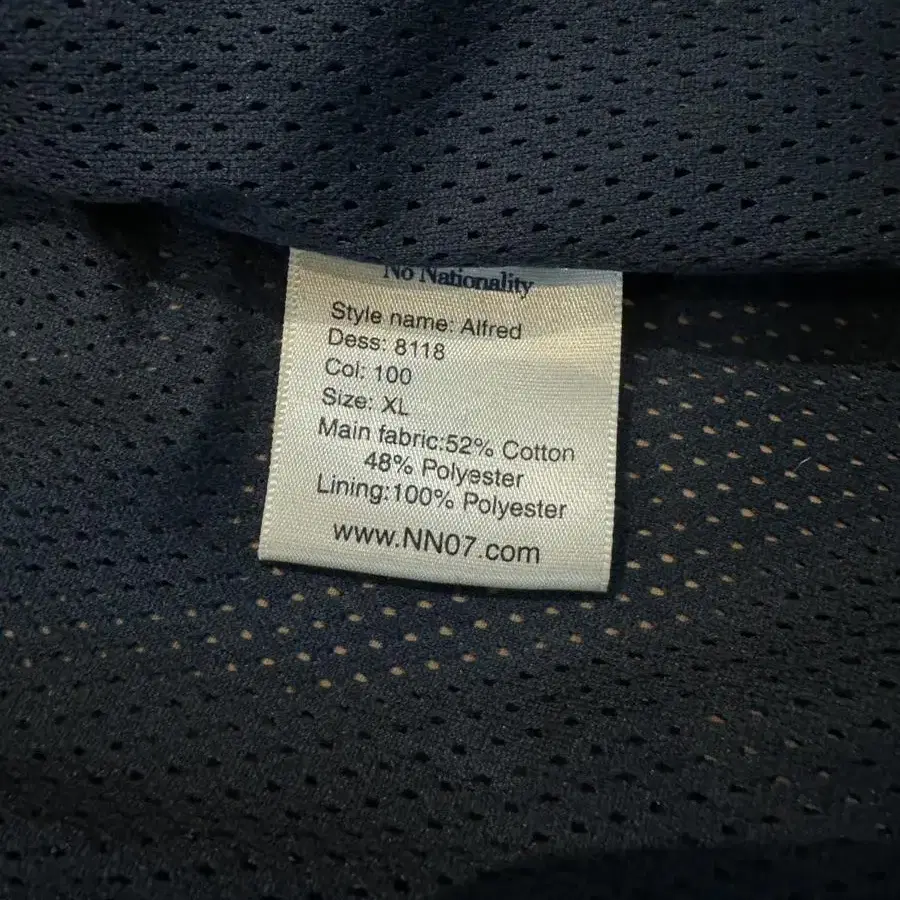 No Nationality
Style name: Alfred
Dess: 8118
Col: 100
Size: XL
Main fabric:52% Cotton
48% Polyester
Lining:100% Polyester
www.NN07.com